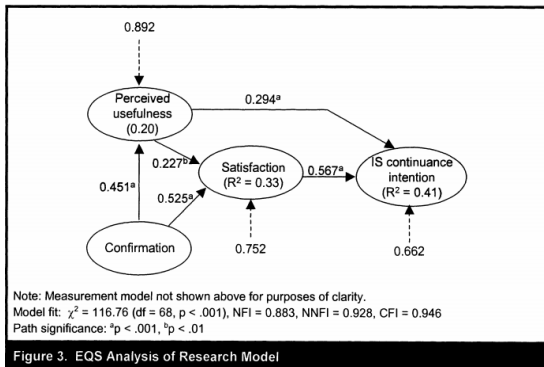 0.892
Perceived
usefulness
(0.20)
0.294ᵃ
0.227ᵇ
Satisfaction
(R² = 0.33)
0.567ᵃ
IS continuance
intention
(R² = 0.41)
0.451ᵃ
0.525ᵃ
Confirmation
0.752
0.662
Note: Measurement model not shown above for purposes of clarity.
Model fit: χ² = 116.76 (df = 68, p < .001), NFI = 0.883, NNFI = 0.928, CFI = 0.946
Path significance: ᵃp < .001, ᵇp < .01
Figure 3. EQS Analysis of Research Model